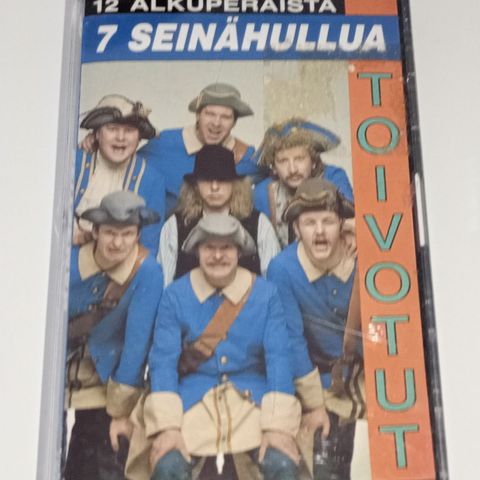 12 ALKUPERÄISTÄ
7 SEINÄHULLUA
TOIVOTUT